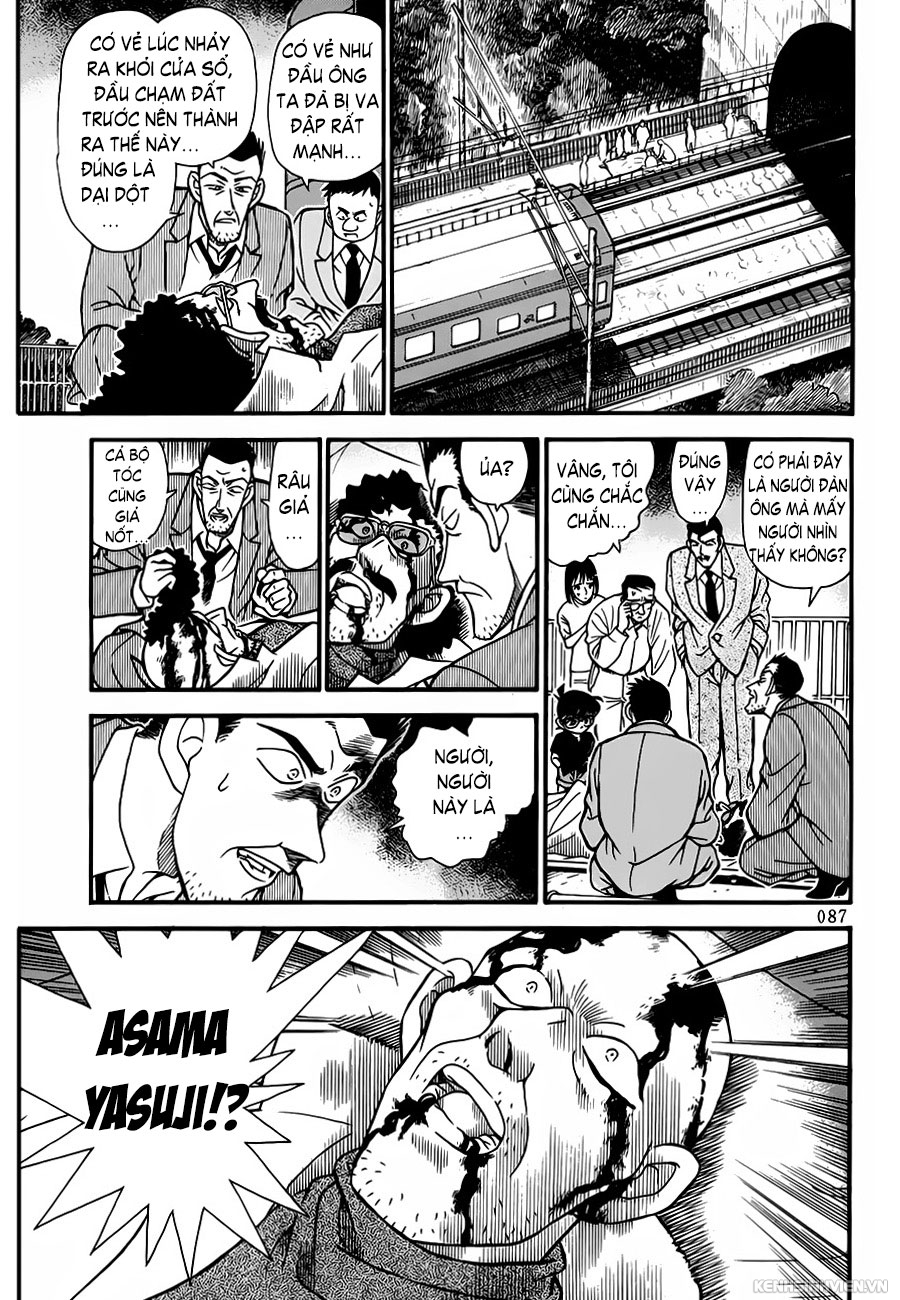 CÓ VẺ NHƯ
ĐẦU ÔNG
TA ĐÃ BỊ VA
ĐẬP RẤT
MẠNH...
CÓ VẺ LÚC NHẢY
RA KHỎI CỬA SỔ,
ĐẦU CHẠM ĐẤT
TRƯỚC NÊN THÀNH
RA THẾ NÀY...
ĐÚNG LÀ
DẠI DỘT
...
CÓ PHẢI ĐÂY
LÀ NGƯỜI ĐÀN
ÔNG MÀ MẤY
NGƯỜI NHÌN
THẤY KHÔNG?
ĐÚNG
VẬY ...
VÂNG, TÔI
CŨNG CHẮC
CHẮN...
ỦA?
RÂU
GIẢ
...
CẢ BỘ
TÓC
CŨNG
GIẢ
NỐT...
NGƯỜI,
NGƯỜI
NÀY LÀ
...
087
ASAMA
YASUJI!?
KENHSINHVIEN.VN